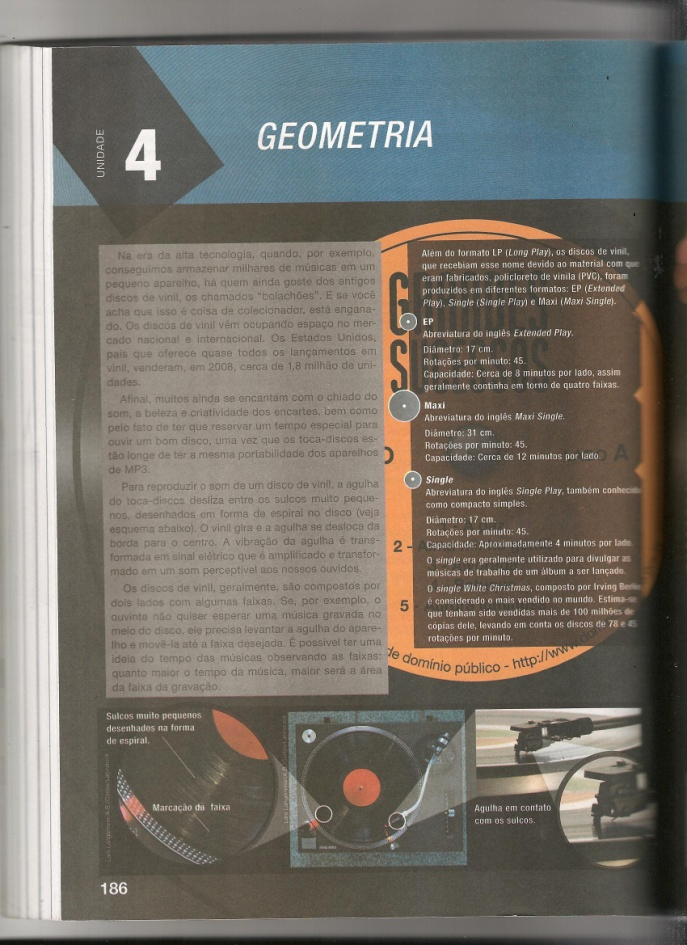 UNIDADE
4
GEOMETRIA
Na era da alta tecnologia, quando, por exemplo,
conseguimos armazenar milhares de músicas em um
pequeno aparelho, há quem ainda goste dos antigos
discos de vinil, os chamados "bolachões". E se você
acha que isso é coisa de colecionador, está engana-
do. Os discos de vinil vêm ocupando espaço no mer-
cado nacional e internacional. Os Estados Unidos,
país que oferece quase todos os lançamentos em
vinil, venderam, em 2008, cerca de 1,8 milhão de uni-
dades.
Afinal, muitos ainda se encantam com o chiado do
som, a beleza e criatividade dos encartes, bem como
pelo fato de ter que reservar um tempo especial para
ouvir um bom disco, uma vez que os toca-discos es-
tão longe de ter a mesma portabilidade dos aparelhos
de MP3.
Para reproduzir o som de um disco de vinil, a agulha
do toca-discos desliza entre os sulcos muito peque-
nos, desenhados em forma de espiral no disco (veja
esquema abaixo). O vinil gira e a agulha se desloca da
borda para o centro. A vibração da agulha é trans-
formada em sinal elétrico que é amplificado e transfor-
mado em um som perceptível aos nossos ouvidos.
Os discos de vinil, geralmente, são compostos por
dois lados com algumas faixas. Se, por exemplo, o
ouvinte não quiser esperar uma música gravada no
meio do disco, ele precisa levantar a agulha do apare-
lho e movê-la até a faixa desejada. É possível ter uma
ideia do tempo das músicas observando as faixas:
quanto maior o tempo da música, maior será a área
da faixa da gravação.
Além do formato LP (Long Play), os discos de vinil,
que recebiam esse nome devido ao material com que
eram fabricados, policloreto de vinila (PVC), foram
produzidos em diferentes formatos: EP (Extended
Play), Single (Single Play) e Maxi (Maxi Single).
EP
Abreviatura do inglês Extended Play.
Diâmetro: 17 cm.
Rotações por minuto: 45.
Capacidade: Cerca de 8 minutos por lado, assim
geralmente continha em torno de quatro faixas.
Maxi
Abreviatura do inglês Maxi Single.
Diâmetro: 31 cm.
Rotações por minuto: 45.
Capacidade: Cerca de 12 minutos por lado
Single
Abreviatura do inglês Single Play, também conhecido
como compacto simples.
Diâmetro: 17 cm.
Rotações por minuto: 45.
Capacidade: Aproximadamente 4 minutos por lado.
O single era geralmente utilizado para divulgar as
músicas de trabalho de um álbum a ser lançado.
O single White Christmas, composto por Irving Berlin
é considerado o mais vendido no mundo. Estima-se
que tenham sido vendidas mais de 100 milhões de
cópias dele, levando em conta os discos de 78 e 45
rotações por minuto.
A
2 -
5 -
de domínio público - http://www.
Sulcos muito pequenos
desenhados na forma
de espiral.
Marcação da faixa
Agulha em contato
com os sulcos.
186